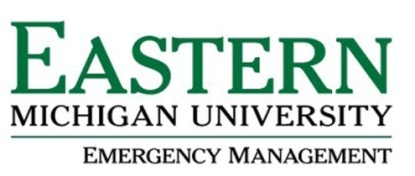 EASTERN
MICHIGAN UNIVERSITY
EMERGENCY MANAGEMENT